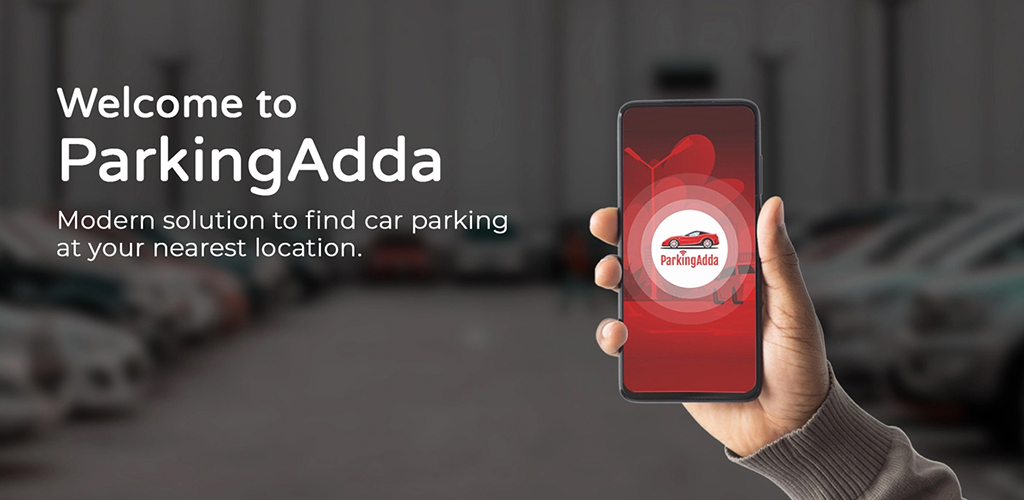 Welcome to
ParkingAdda
Modern solution to find car parking
at your nearest location.
ParkingAdda